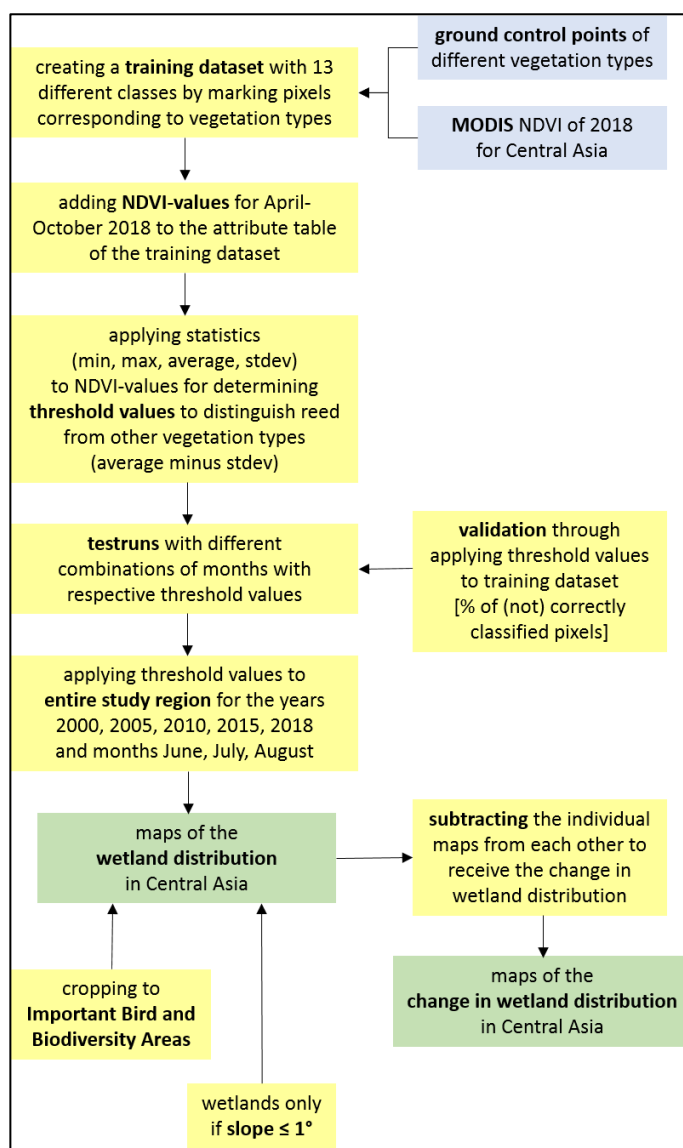 creating a training dataset with 13
different classes by marking pixels
corresponding to vegetation types
ground control points of
different vegetation types
MODIS NDVI of 2018
for Central Asia
adding NDVI-values for April-
October 2018 to the attribute table
of the training dataset
applying statistics
(min, max, average, stdev)
to NDVI-values for determining
threshold values to distinguish reed
from other vegetation types
(average minus stdev)
testruns with different
combinations of months with
respective threshold values
validation through
applying threshold values
to training dataset
[% of (not) correctly
classified pixels]
applying threshold values to
entire study region for the years
2000, 2005, 2010, 2015, 2018
and months June, July, August
maps of the
wetland distribution
in Central Asia
subtracting the individual
maps from each other to
receive the change in
wetland distribution
cropping to
Important Bird and
Biodiversity Areas
maps of the
change in wetland distribution
in Central Asia
wetlands only
if slope ≤ 1°